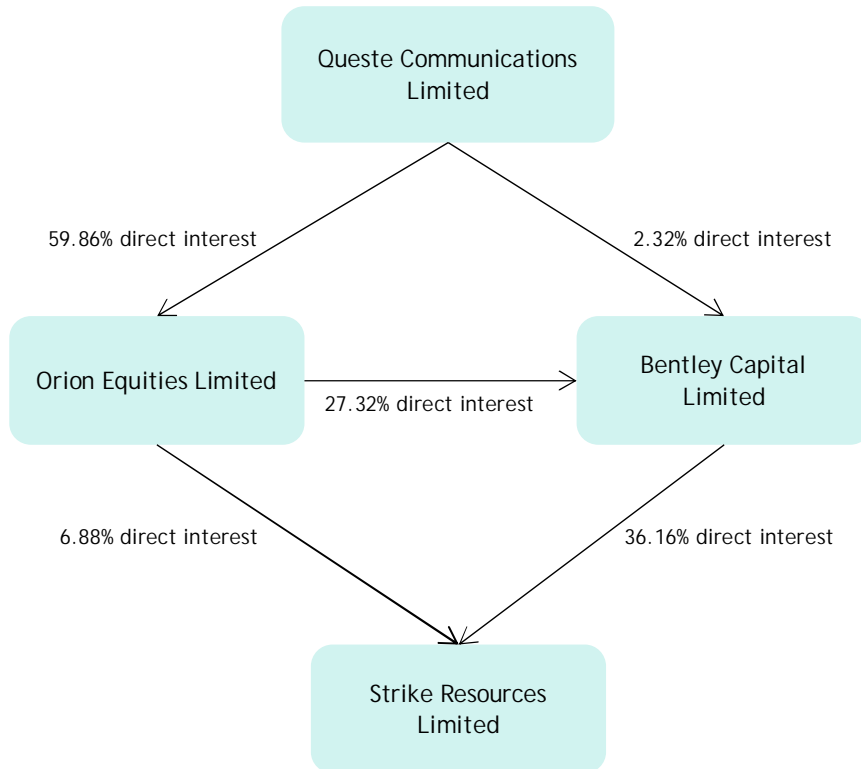 Queste Communications
Limited
59.86% direct interest
2.32% direct interest
Orion Equities Limited
27.32% direct interest
Bentley Capital
Limited
6.88% direct interest
36.16% direct interest
Strike Resources
Limited